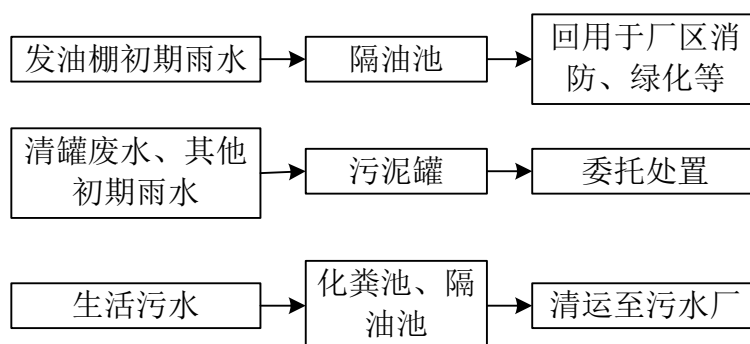 发油棚初期雨水
隔油池
回用于厂区消
防、绿化等
清罐废水、其他
初期雨水
污泥罐
委托处置
生活污水
化粪池、隔
油池
清运至污水厂